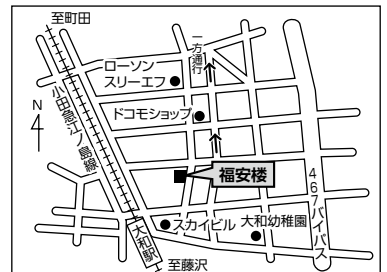 至町田
一方通行
ローソン
スリーエフ
小田急江ノ島線
N
ドコモショップ
福安楼
467バイパス
スカイビル
大和幼稚園
大和駅
至藤沢